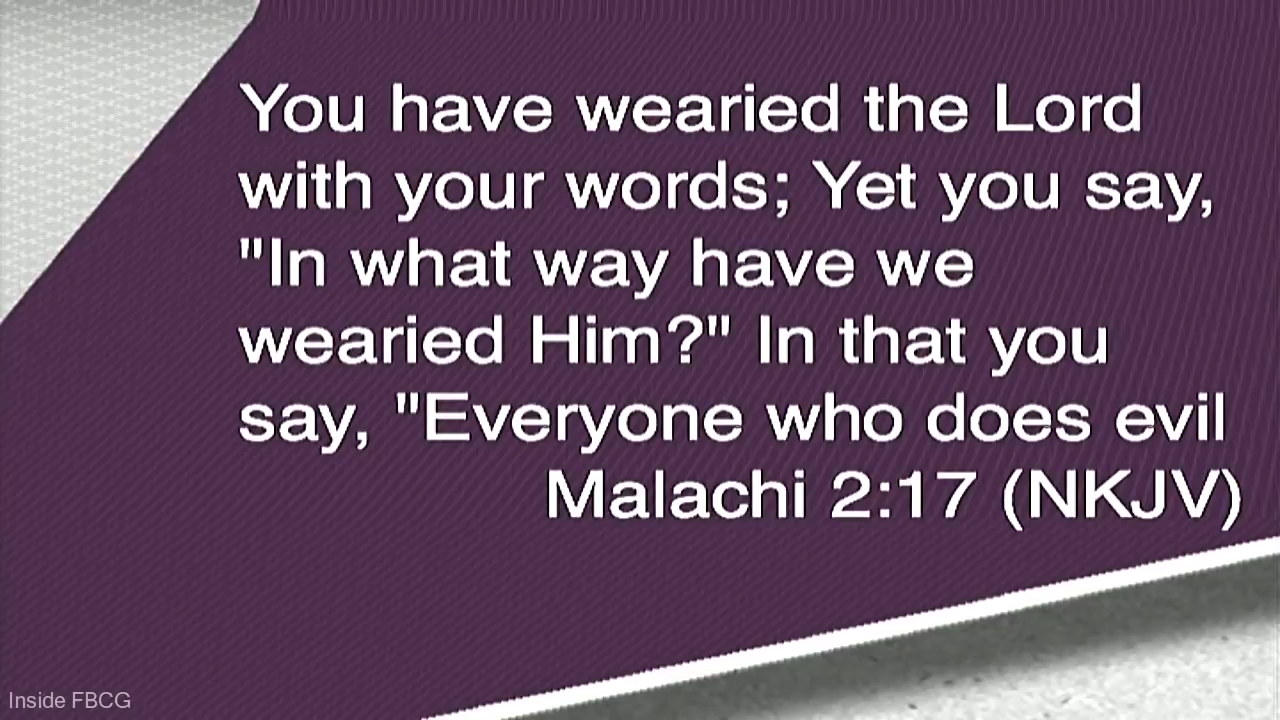 You have wearied the Lord
with your words; Yet you say,
"In what way have we
wearied Him?" In that you
say, "Everyone who does evil
Malachi 2:17 (NKJV)
Inside FBCG